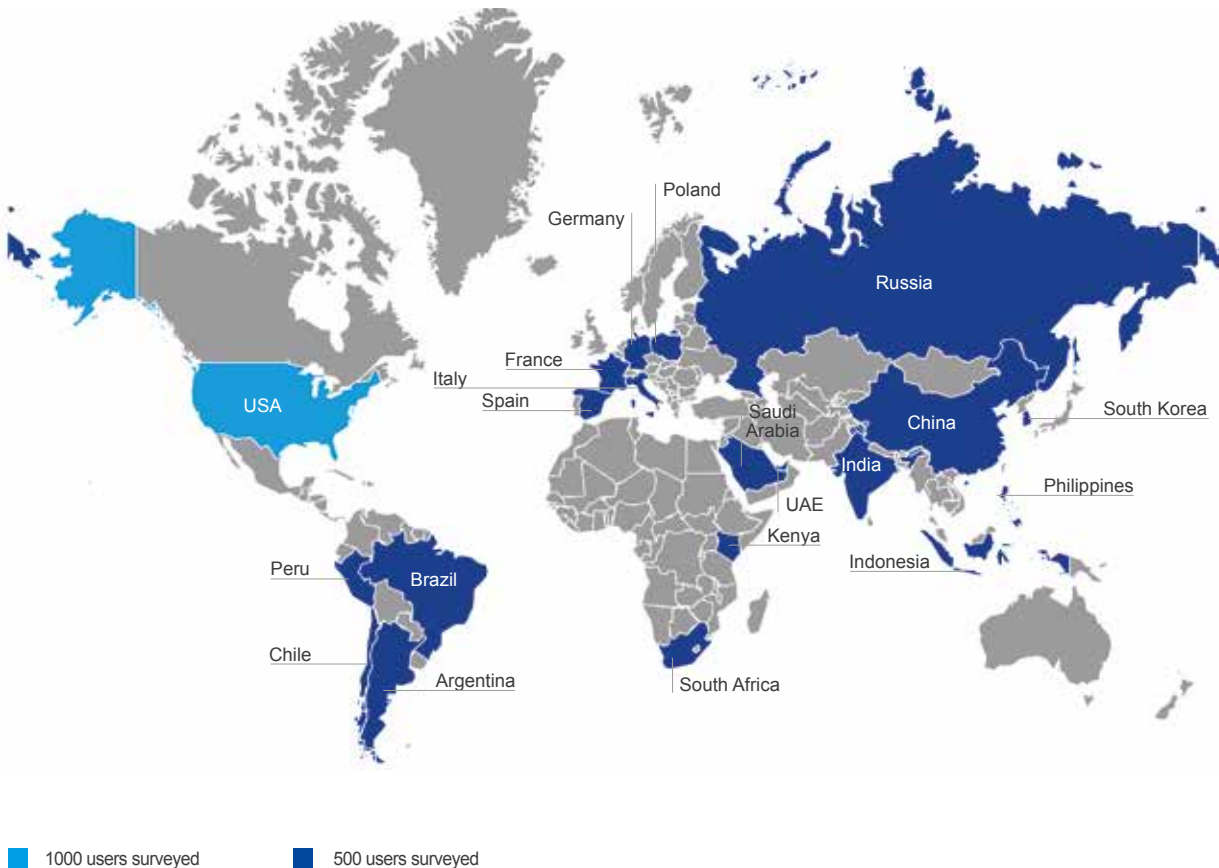 Poland
Germany
Russia
France
Italy
Spain
USA
Saudi
Arabia
China
South Korea
India
Philippines
UAE
Kenya
Indonesia
Peru
Brazil
Chile
Argentina
South Africa
1000 users surveyed
500 users surveyed